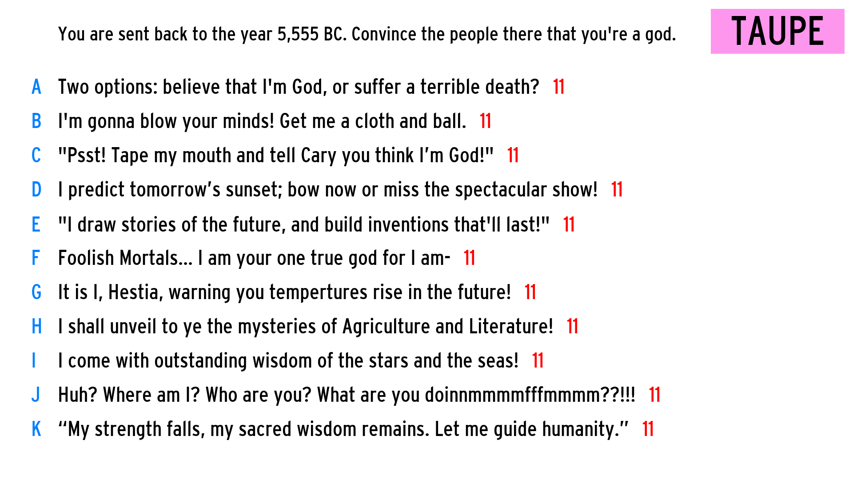 You are sent back to the year 5,555 BC. Convince the people there that you're a god.
TAUPE
A Two options: believe that I'm God, or suffer a terrible death? 11
B I'm gonna blow your minds! Get me a cloth and ball. 11
C "Psst! Tape my mouth and tell Cary you think I’m God!" 11
D I predict tomorrow’s sunset; bow now or miss the spectacular show! 11
E "I draw stories of the future, and build inventions that'll last!" 11
F Foolish Mortals... I am your one true god for I am- 11
G It is I, Hestia, warning you tempertures rise in the future! 11
H I shall unveil to ye the mysteries of Agriculture and Literature! 11
I I come with outstanding wisdom of the stars and the seas! 11
J Huh? Where am I? Who are you? What are you doinnmmmmfffmmmm??!!! 11
K “My strength falls, my sacred wisdom remains. Let me guide humanity.” 11